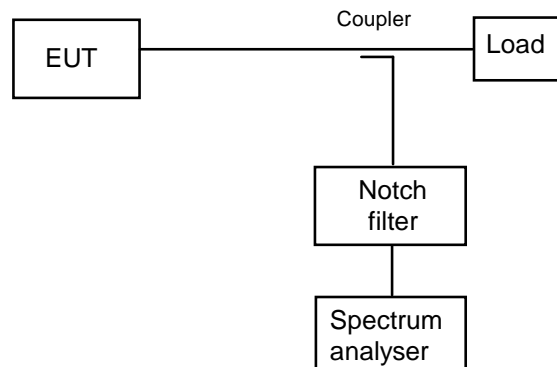 Coupler
EUT
Load
Notch
filter
Spectrum
analyser